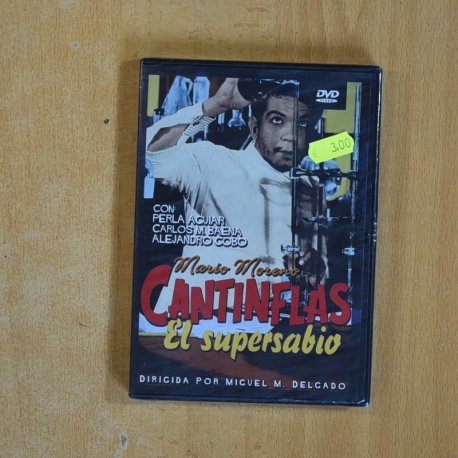 DVD
VIDEO
€ 3,00
CON:
PERLA AGUIAR
CARLOS M. BAENA
ALEJANDRO COBO
Mario Moreno
CANTINFLAS
El supersabio
DIRIGIDA POR MIGUEL M. DELGADO